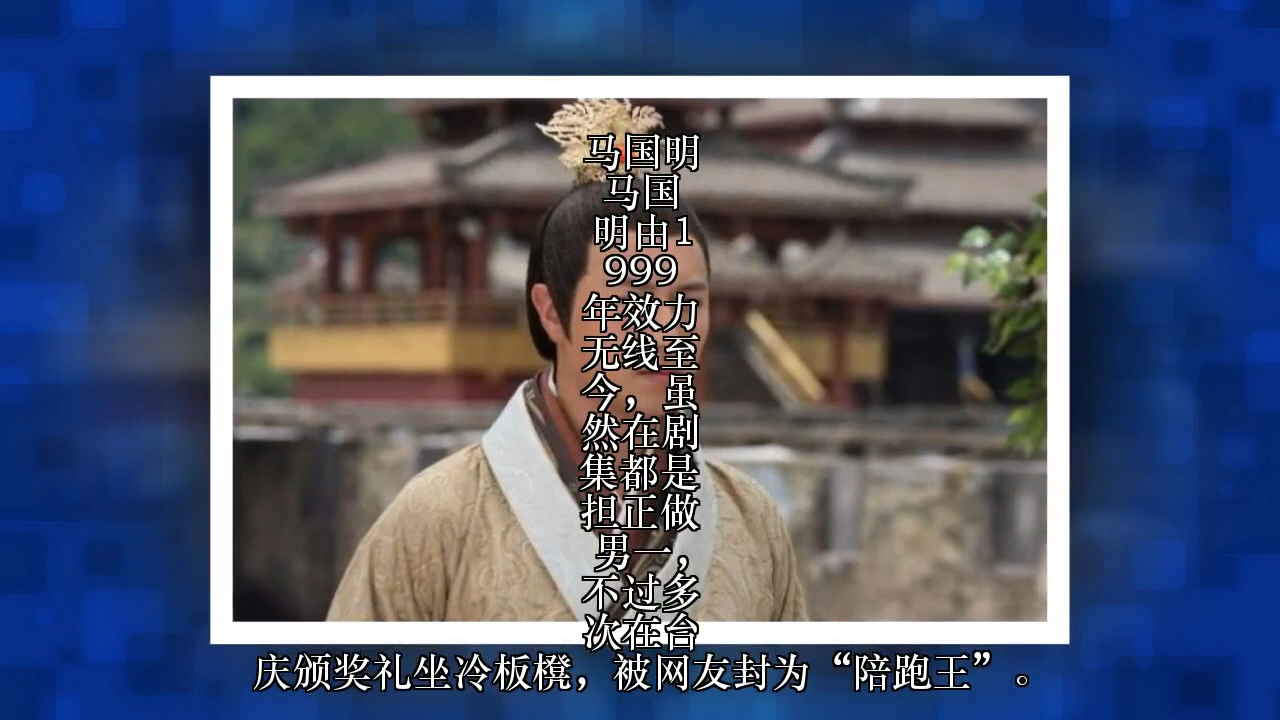 马国明
马国
明由1
999
年效力
无线至
今，虽
然在剧
集都是
担正做
男一，
不过多
次在台
庆颁奖礼坐冷板櫈，被网友封为“陪跑王”。